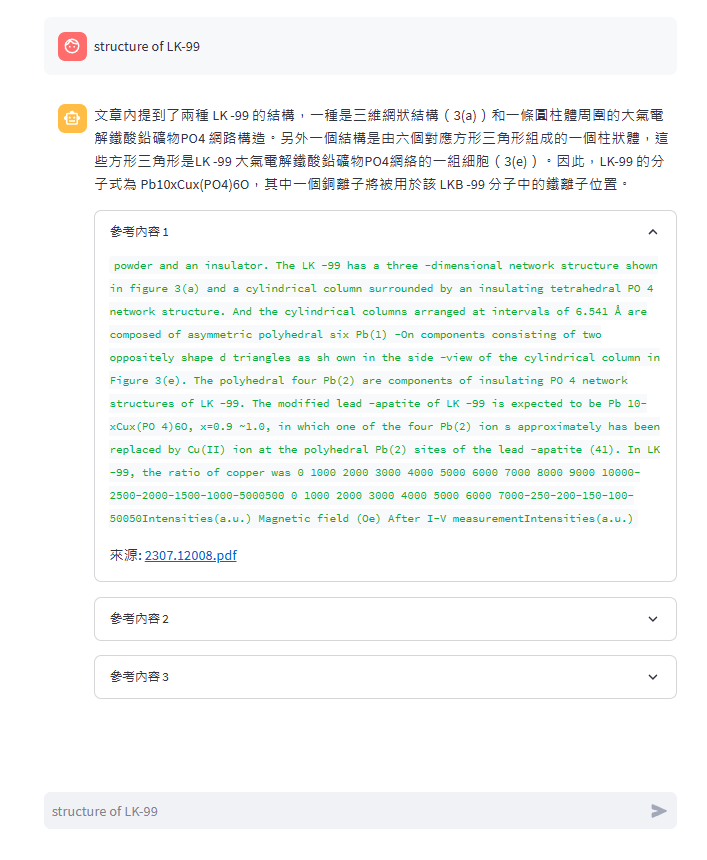 structure of LK-99
文章內提到了兩種 LK -99 的結構，一種是三維網狀結構（3(a)）和一條圓柱體周圍的大氣電
解鐵酸鉛礦物PO4 網路構造。另外一個結構是由六個對應方形三角形組成的一個柱狀體，這
些方形三角形是LK -99 大氣電解鐵酸鉛礦物PO4網絡的一組細胞（3(e)）。因此，LK-99 的分
子式為 Pb10xCux(PO4)6O，其中一個銅離子將被用於該 LKB -99 分子中的鐵離子位置。
參考內容 1
powder and an insulator. The LK -99 has a three -dimensional network structure shown
in figure 3(a) and a cylindrical column surrounded by an insulating tetrahedral PO 4
network structure. And the cylindrical columns arranged at intervals of 6.541 Å are
composed of asymmetric polyhedral six Pb(1) -On components consisting of two
oppositely shape d triangles as sh own in the side -view of the cylindrical column in
Figure 3(e). The polyhedral four Pb(2) are components of insulating PO 4 network
structures of LK -99. The modified lead -apatite of LK -99 is expected to be Pb 10-
xCux(PO 4)6O, x=0.9 ~1.0, in which one of the four Pb(2) ion s approximately has been
replaced by Cu(II) ion at the polyhedral Pb(2) sites of the lead -apatite (41). In LK
-99, the ratio of copper was 0 1000 2000 3000 4000 5000 6000 7000 8000 9000 10000-
2500-2000-1500-1000-5000500 0 1000 2000 3000 4000 5000 6000 7000-250-200-150-100-
50050Intensities(a.u.) Magnetic field (Oe) After I-V measurementIntensities(a.u.)
來源: 2307.12008.pdf
參考內容 2
參考內容 3
structure of LK-99